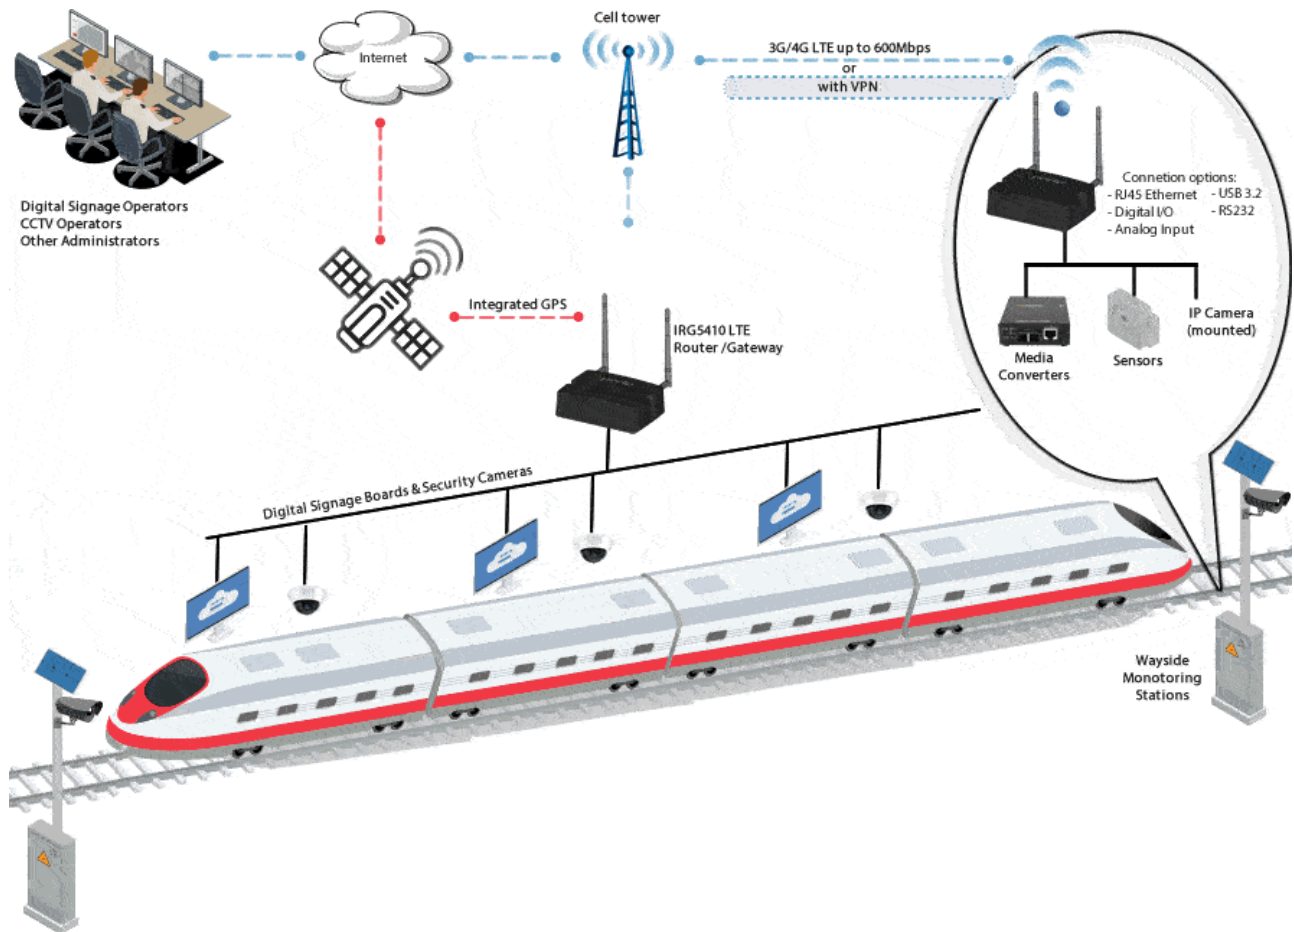 Cell tower
Internet
3G/4G LTE up to 600Mbps
or
with VPN
Digital Signage Operators
CCTV Operators
Other Administrators
Connetion options:
- RJ45 Ethernet
- USB 3.2
- Digital I/O
- RS232
- Analog Input
Integrated GPS
IRG5410 LTE
Router /Gateway
Media
Converters
Sensors
IP Camera
(mounted)
Digital Signage Boards & Security Cameras
Wayside
Monotoring
Stations